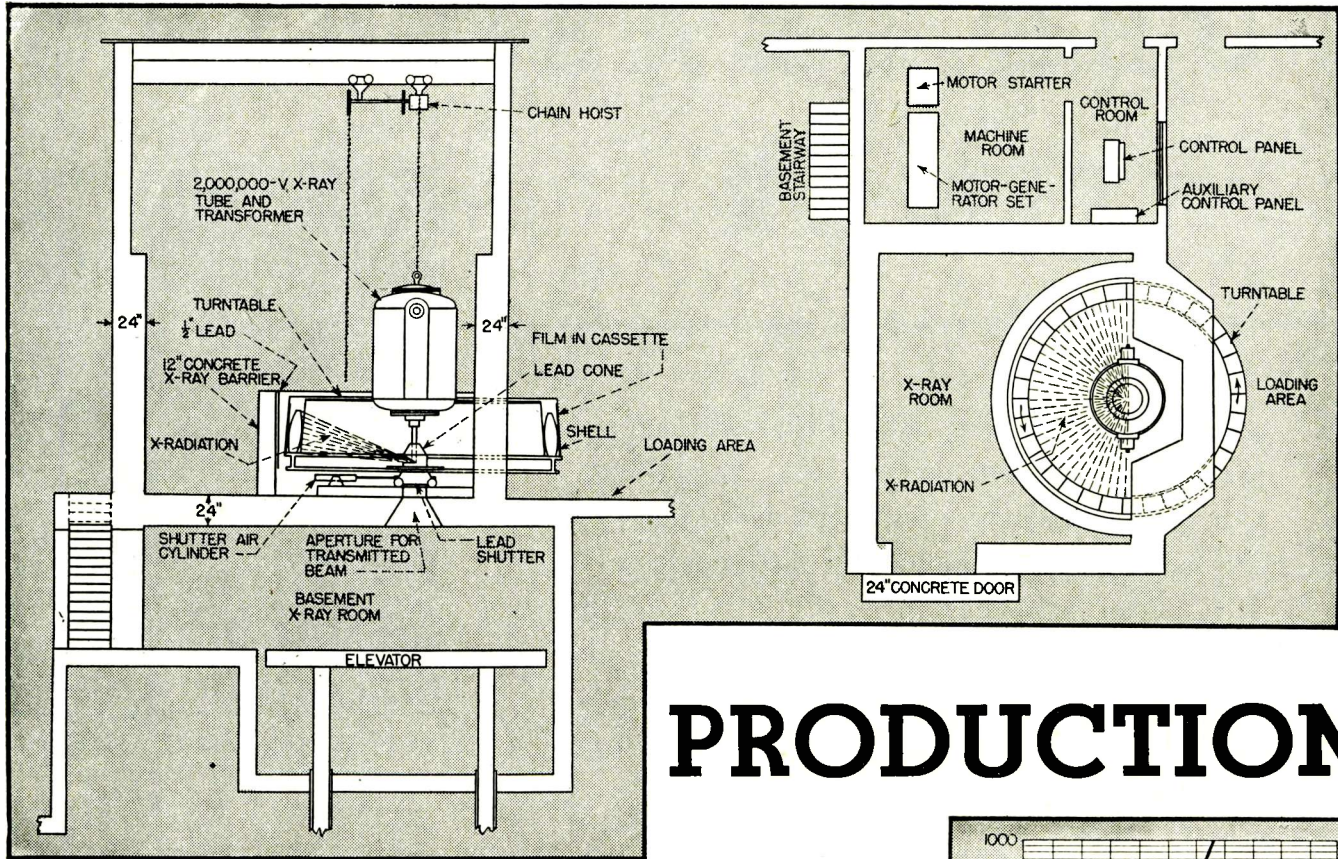 CHAIN HOIST
2,000,000-V X-RAY
TUBE AND
TRANSFORMER
TURNTABLE
24"
½" LEAD
24"
FILM IN CASSETTE
12" CONCRETE
X-RAY BARRIER
LEAD CONE
X-RADIATION
SHELL
LOADING AREA
24"
SHUTTER AIR
CYLINDER
APERTURE FOR
TRANSMITTED
BEAM
LEAD
SHUTTER
BASEMENT
X-RAY ROOM
ELEVATOR
MOTOR STARTER
CONTROL
ROOM
BASEMENT
STAIRWAY
MACHINE
ROOM
CONTROL PANEL
MOTOR-GENE-
RATOR SET
AUXILIARY
CONTROL PANEL
TURNTABLE
X-RAY
ROOM
LOADING
AREA
X-RADIATION
24" CONCRETE DOOR
PRODUCTION
1000